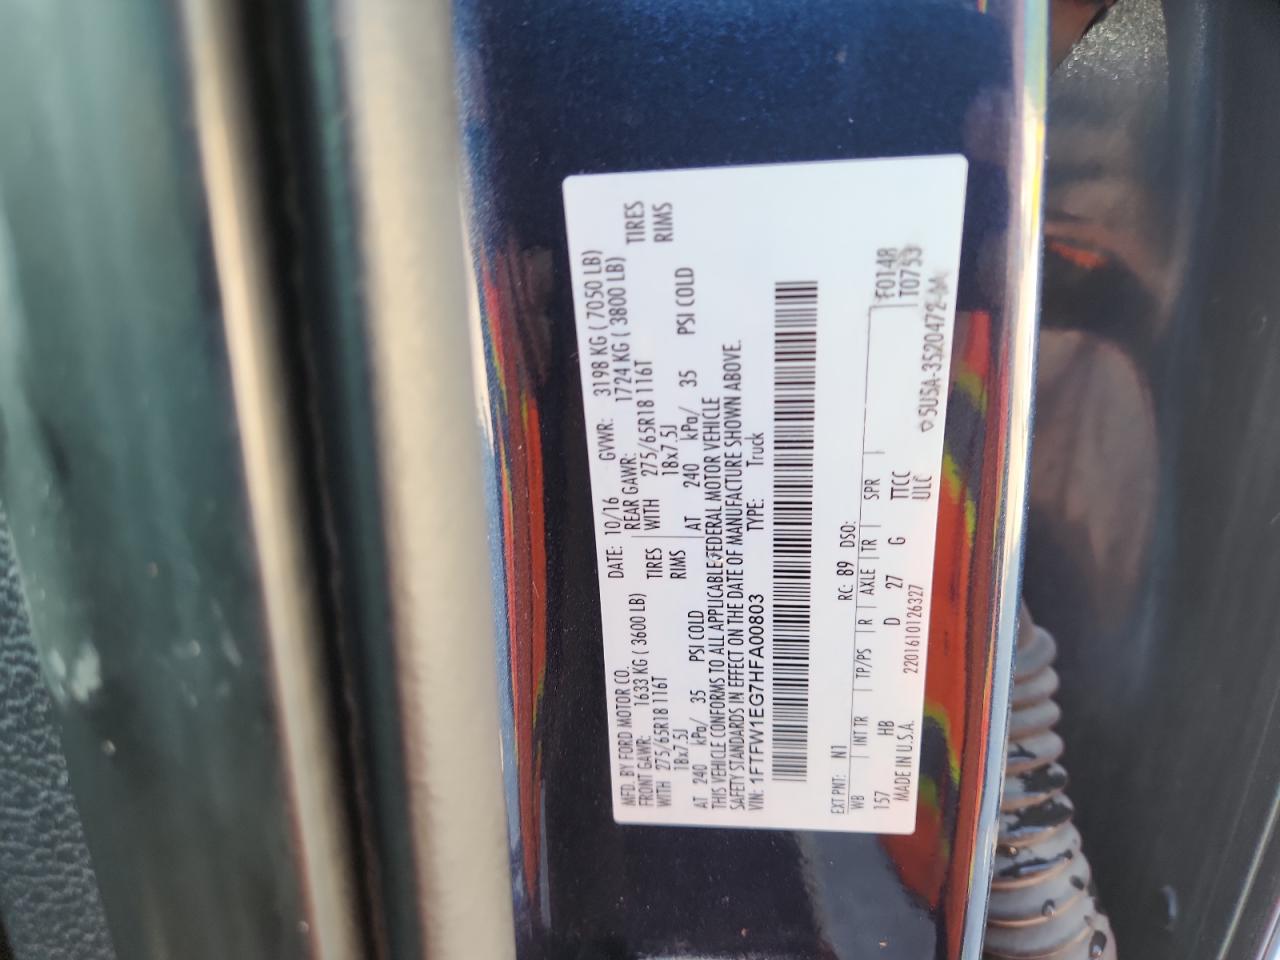 MFD. BY FORD MOTOR CO.
DATE: 10/16 GVWR: 3198 KG ( 7050 LB)
FRONT GAWR: 1633 KG ( 3600 LB) REAR GAWR: 1724 KG ( 3800 LB)
WITH 275/65R18 116T TIRES WITH 275/65R18 116T TIRES
18x7.5J RIMS 18x7.5J RIMS
AT 240 kPa/ 35 PSI COLD AT 240 kPa/ 35 PSI COLD
THIS VEHICLE CONFORMS TO ALL APPLICABLE FEDERAL MOTOR VEHICLE
SAFETY STANDARDS IN EFFECT ON THE DATE OF MANUFACTURE SHOWN ABOVE.
VIN: 1FTFW1EG7HFA00803 TYPE: Truck
EXT PNT: N1 RC: 89 DSO:
WB INT TR TP/PS R AXLE TR SPR
157 HB D 27 G TTCC F0148
ULC T0753
MADE IN U.S.A. 2201610126327
5U5A-3520472-